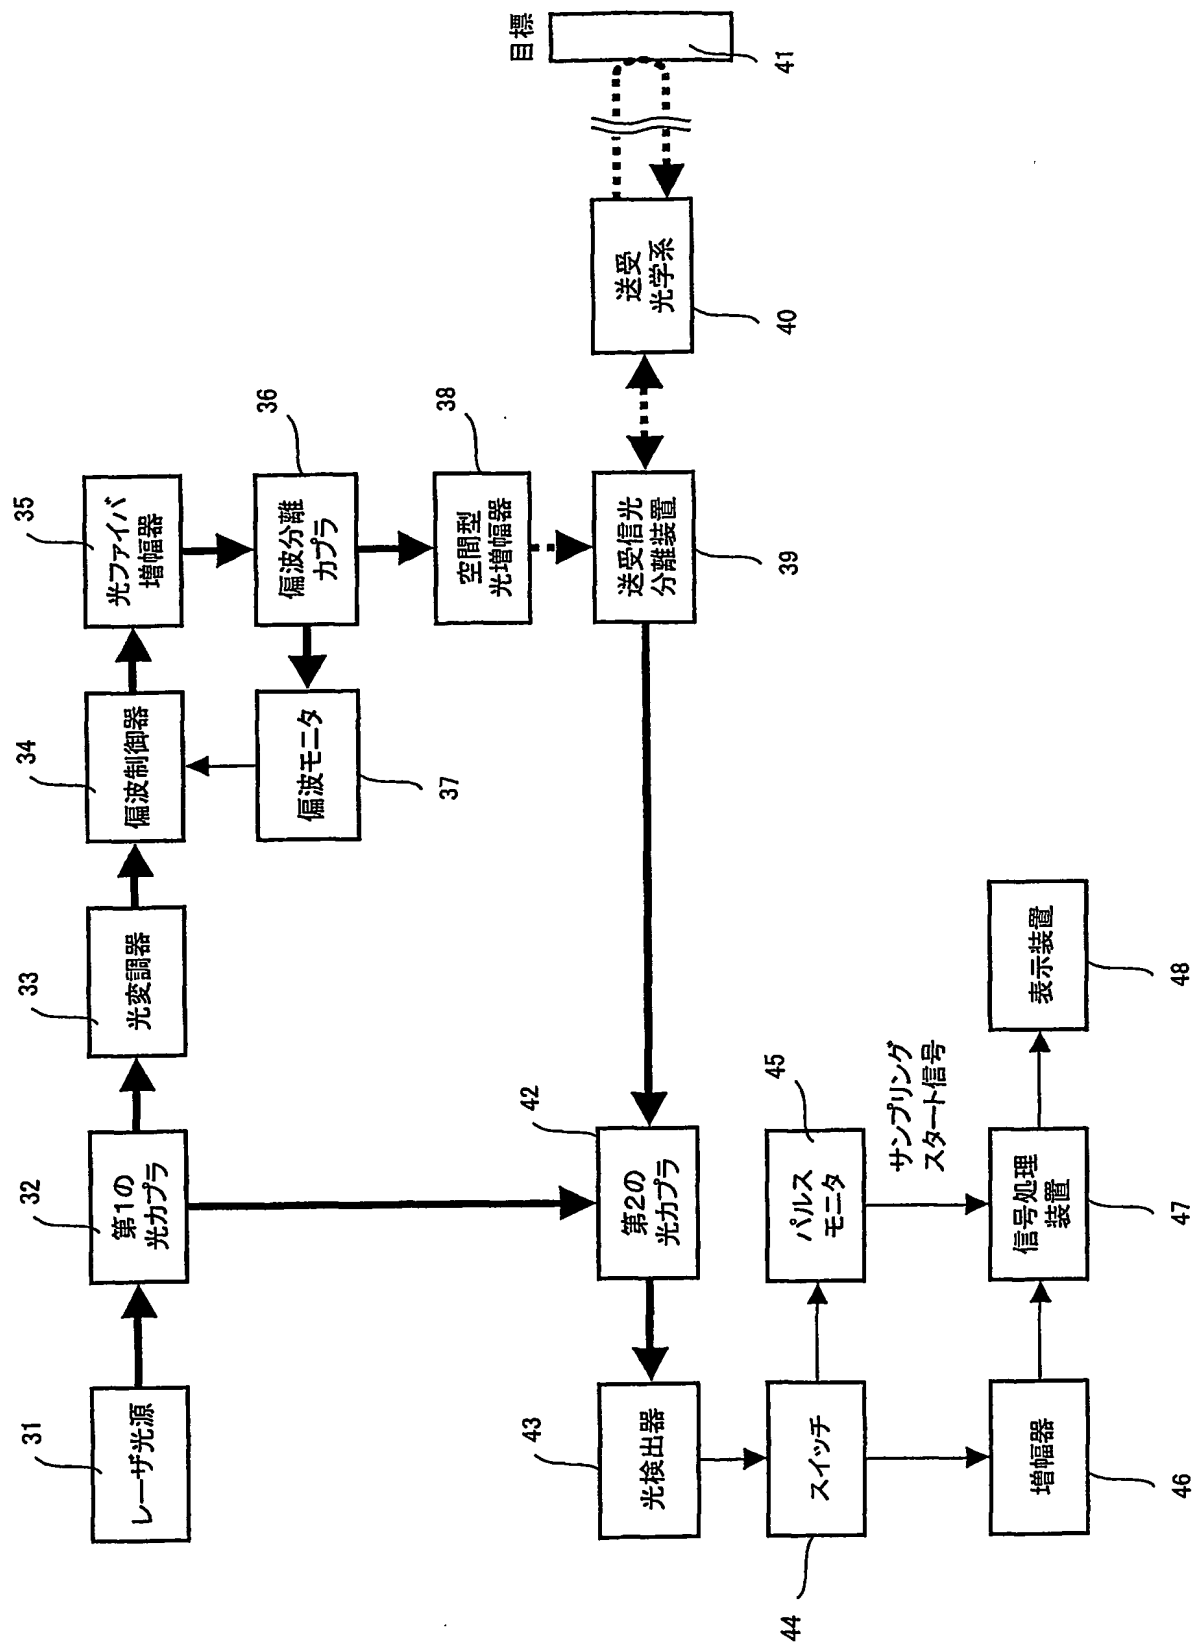 31
レーザ光源
32
第1の
光カプラ
33
光変調器
34
偏波制御器
35
光ファイバ
増幅器
36
偏波分離
カプラ
37
偏波モニタ
38
空間型
光増幅器
39
送受信光
分離装置
40
送受
光学系
目標
41
42
第2の
光カプラ
43
光検出器
44
スイッチ
45
パルス
モニタ
サンプリング
スタート信号
46
増幅器
47
信号処理
装置
48
表示装置